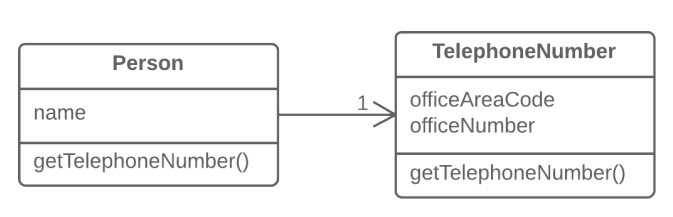 Person
name
getTelephoneNumber()
1
TelephoneNumber
officeAreaCode
officeNumber
getTelephoneNumber()